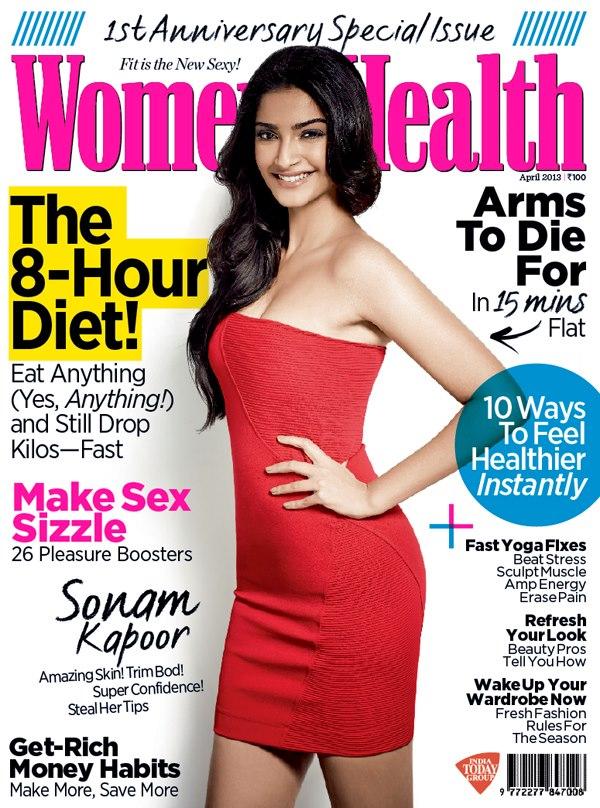 1st Anniversary Special Issue
Fit is the New Sexy!
Women's Health
April 2013 | ₹100
The
8-Hour
Diet!
Eat Anything
(Yes, Anything!)
and Still Drop
Kilos—Fast
Make Sex
Sizzle
26 Pleasure Boosters
Sonam
Kapoor
Amazing Skin! Trim Bod!
Super Confidence!
Steal Her Tips
Get-Rich
Money Habits
Make More, Save More
Arms
To Die
For
In 15 mins
Flat
10 Ways
To Feel
Healthier
Instantly
+
Fast Yoga Fixes
Beat Stress
Sculpt Muscle
Amp Energy
Erase Pain
Refresh
Your Look
Beauty Pros
Tell You How
Wake Up Your
Wardrobe Now
Fresh Fashion
Rules For
The Season
INDIA
TODAY
GROUP
9 772277 847008